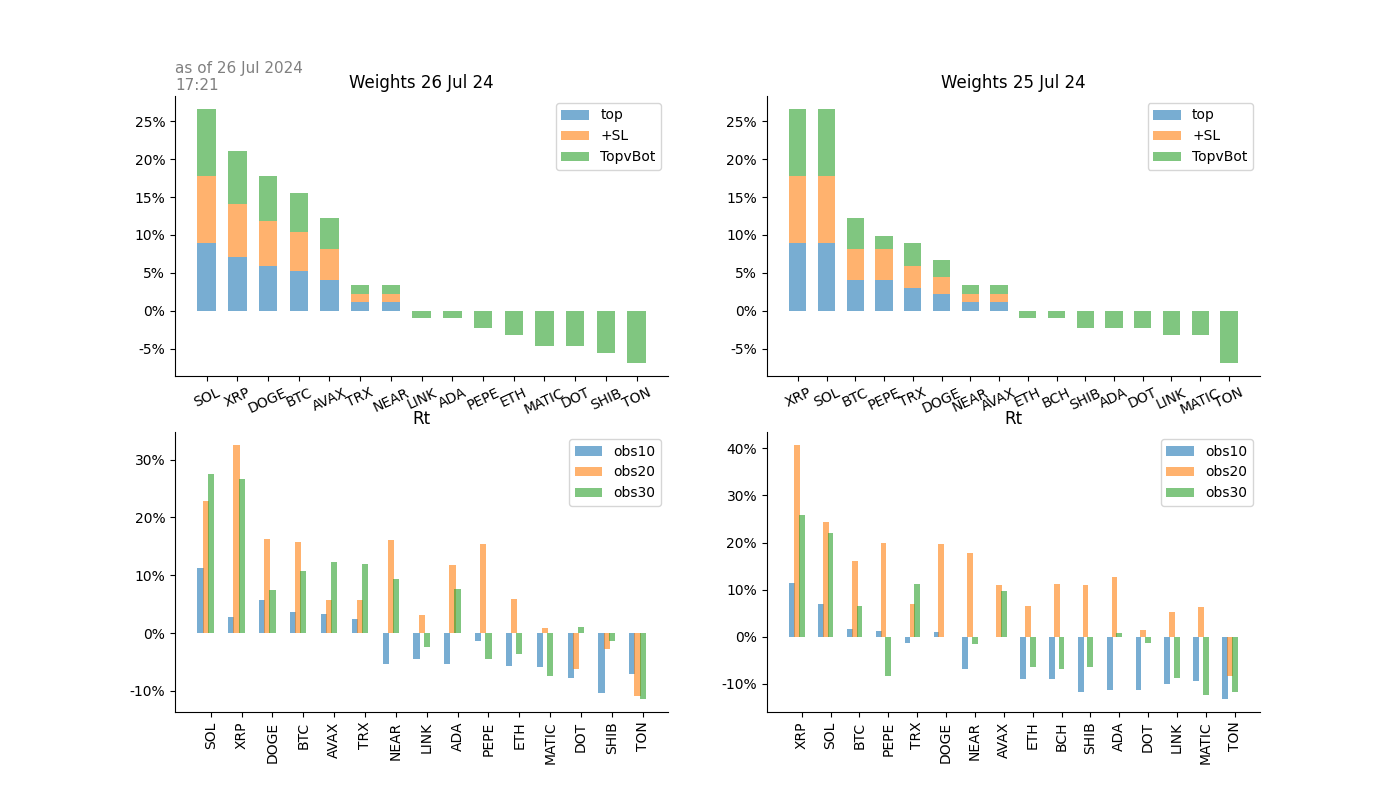 as of 26 Jul 2024
17:21
Weights 26 Jul 24
25%
20%
15%
10%
5%
0%
-5%
top
+SL
TopvBot
SOL XRP DOGE BTC AVAX TRX NEAR LINK ADA PEPE ETH MATIC DOT SHIB TON
Weights 25 Jul 24
25%
20%
15%
10%
5%
0%
-5%
top
+SL
TopvBot
XRP SOL BTC PEPE TRX DOGE NEAR AVAX ETH BCH SHIB ADA DOT LINK MATIC TON
Rt
30%
20%
10%
0%
-10%
obs10
obs20
obs30
SOL XRP DOGE BTC AVAX TRX NEAR LINK ADA PEPE ETH MATIC DOT SHIB TON
Rt
40%
30%
20%
10%
0%
-10%
obs10
obs20
obs30
XRP SOL BTC PEPE TRX DOGE NEAR AVAX ETH BCH SHIB ADA DOT LINK MATIC TON